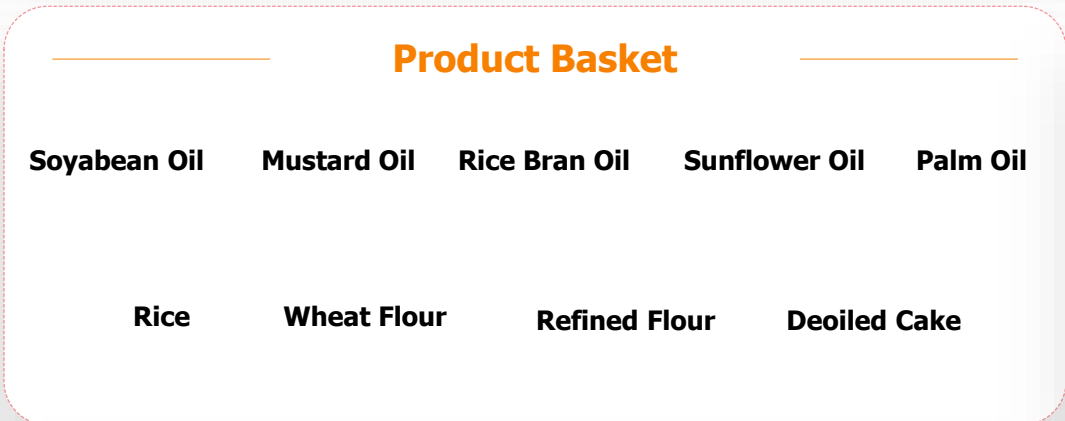 Product Basket
Soyabean Oil Mustard Oil Rice Bran Oil Sunflower Oil Palm Oil
Rice Wheat Flour Refined Flour Deoiled Cake